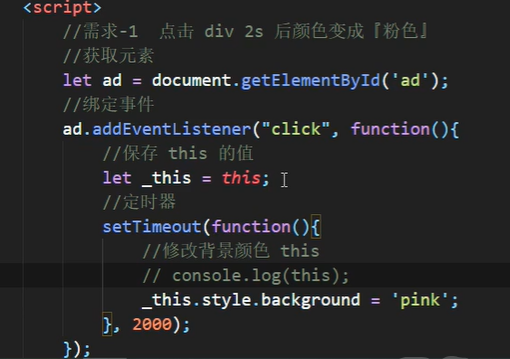 <script>
//需求-1  点击 div 2s 后颜色变成『粉色』
//获取元素
let ad = document.getElementById('ad');
//绑定事件
ad.addEventListener("click", function(){
//保存 this 的值
let _this = this;
//定时器
setTimeout(function(){
//修改背景颜色 this
// console.log(this);
_this.style.background = 'pink';
}, 2000);
});